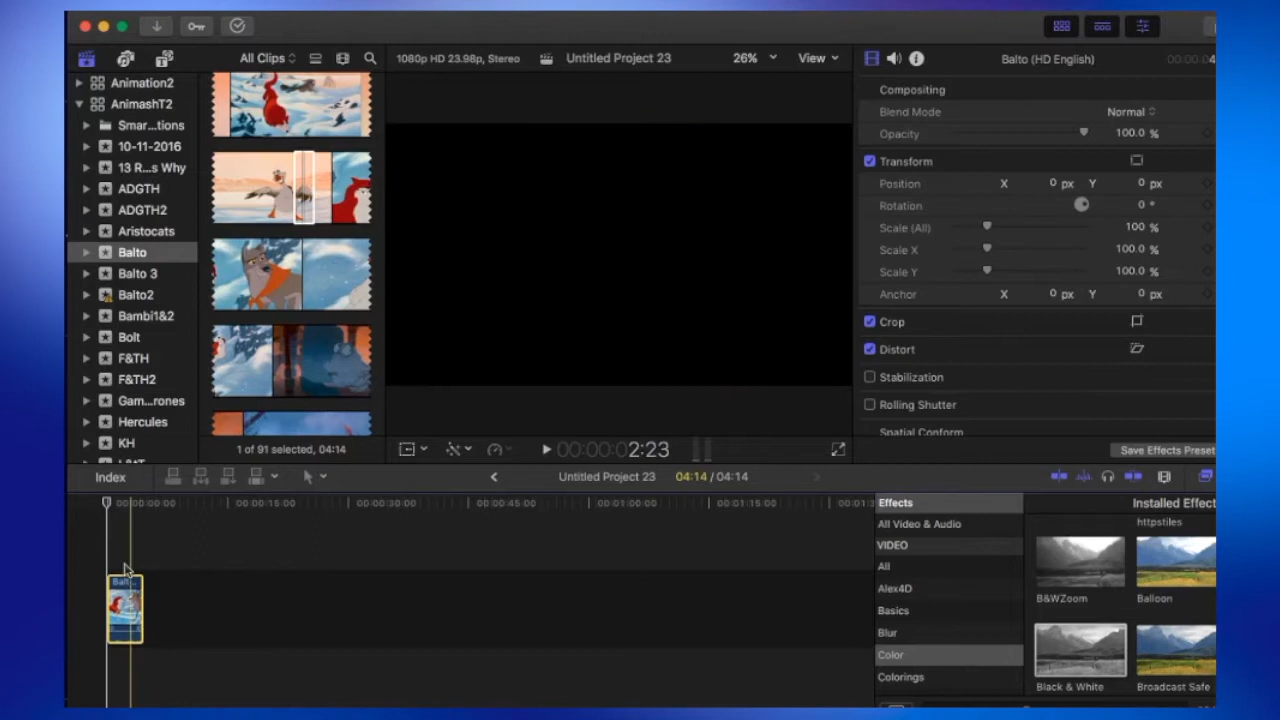 All Clips
1080p HD 23.98p, Stereo
Untitled Project 23
26%
View
Balto (HD English)
Animation2
AnimashT2
Smar...tions
10-11-2016
13 R...s Why
ADGTH
ADGTH2
Aristocats
Balto
Balto 3
Balto2
Bambi1&2
Bolt
F&TH
F&TH2
Gam...rones
Hercules
KH
1 of 91 selected, 04:14
00:00:00:02:23
Compositing
Blend Mode
Normal
Opacity
100.0 %
Transform
Position
X 0 px Y 0 px
Rotation
0 °
Scale (All)
100 %
Scale X
100.0 %
Scale Y
100.0 %
Anchor
X 0 px Y 0 px
Crop
Distort
Stabilization
Rolling Shutter
Spatial Conform
Save Effects Preset
Index
Untitled Project 23
04:14 / 04:14
00:00:00:00
00:00:15:00
00:00:30:00
00:00:45:00
00:01:00:00
00:01:15:00
Balt...
Effects
Installed Effect
All Video & Audio
VIDEO
All
Alex4D
Basics
Blur
Color
Colorings
httpstiles
B&WZoom
Balloon
Black & White
Broadcast Safe